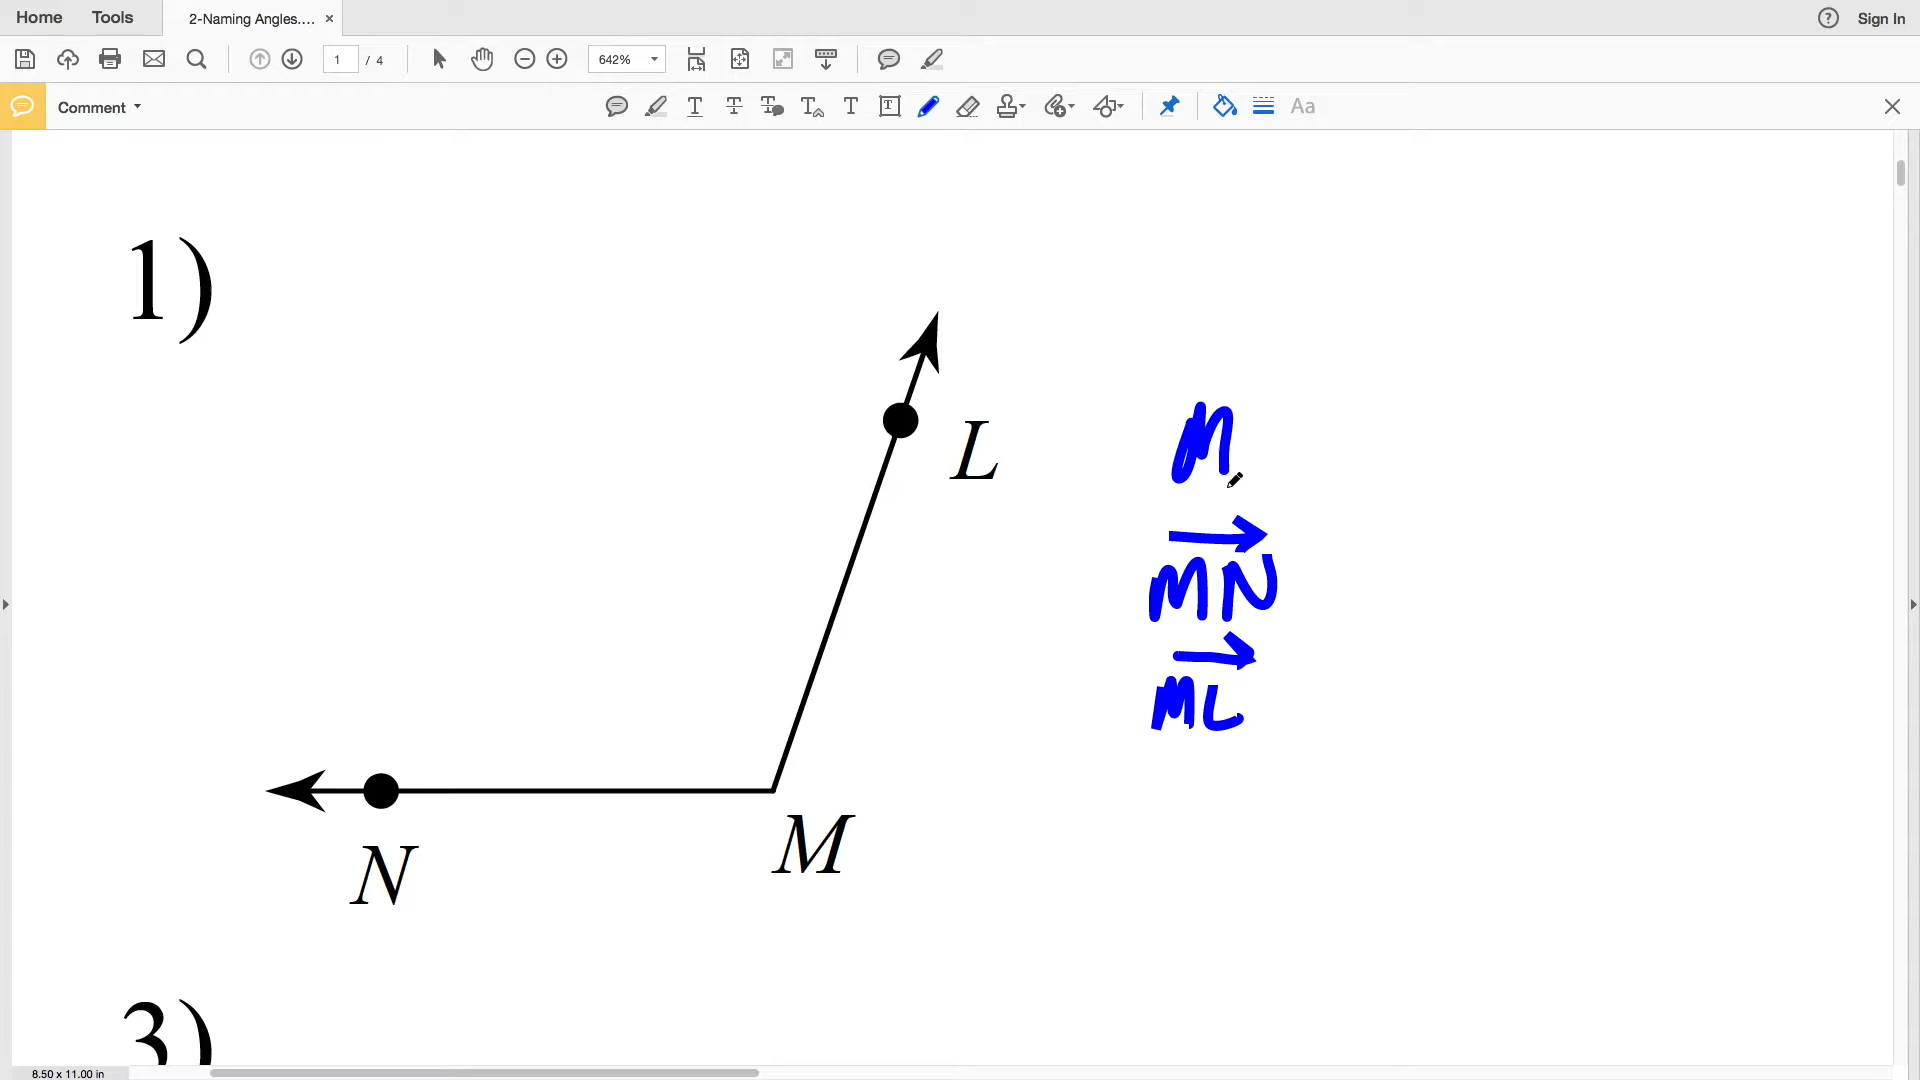 Home Tools 2-Naming Angles.... × ? Sign In
1 / 4 642%
Comment T T T T T T Aa
1)
L
M
MN
ML
M
N
3)
8.50 x 11.00 in